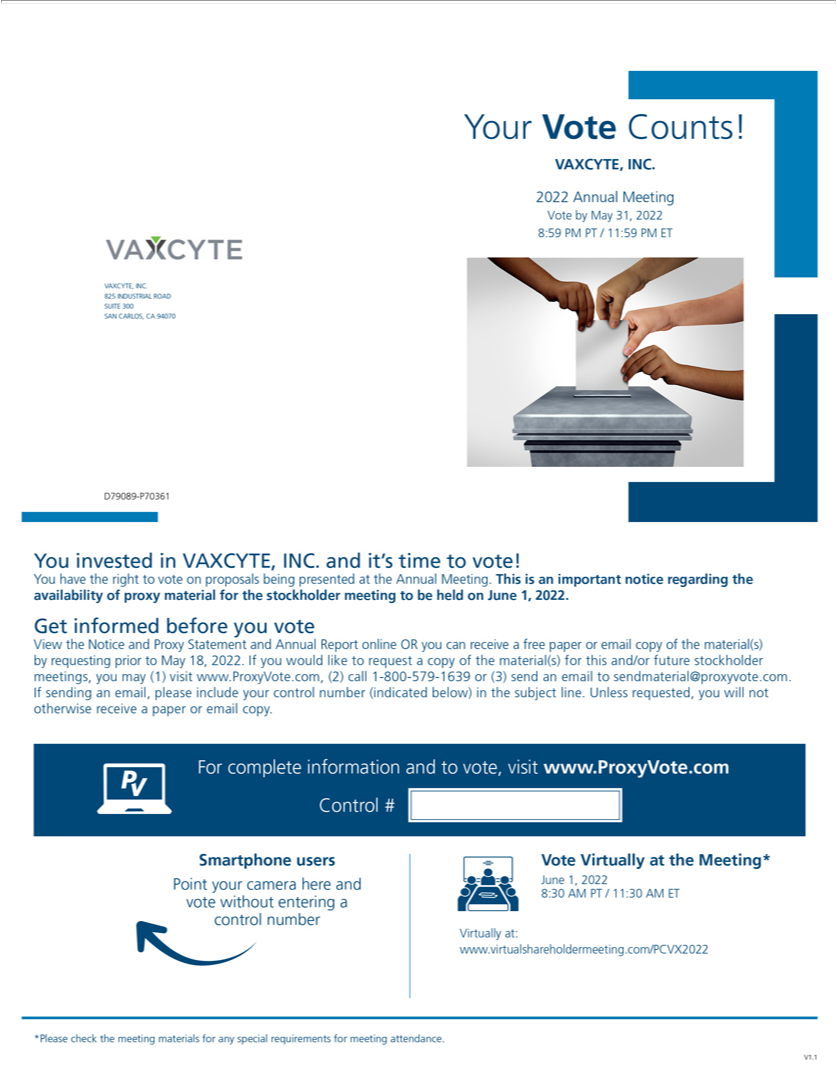 Your Vote Counts!
VAXCYTE, INC.
2022 Annual Meeting
Vote by May 31, 2022
8:59 PM PT / 11:59 PM ET
VAXCYTE
VAXCYTE, INC.
825 INDUSTRIAL ROAD
SUITE 300
SAN CARLOS, CA 94070
D79089-P70361
You invested in VAXCYTE, INC. and it's time to vote!
You have the right to vote on proposals being presented at the Annual Meeting. This is an important notice regarding the
availability of proxy material for the stockholder meeting to be held on June 1, 2022.
Get informed before you vote
View the Notice and Proxy Statement and Annual Report online OR you can receive a free paper or email copy of the material(s)
by requesting prior to May 18, 2022. If you would like to request a copy of the material(s) for this and/or future stockholder
meetings, you may (1) visit www.ProxyVote.com, (2) call 1-800-579-1639 or (3) send an email to sendmaterial@proxyvote.com.
If sending an email, please include your control number (indicated below) in the subject line. Unless requested, you will not
otherwise receive a paper or email copy.
PV
For complete information and to vote, visit www.ProxyVote.com
Control #
Smartphone users
Point your camera here and
vote without entering a
control number
Vote Virtually at the Meeting*
June 1, 2022
8:30 AM PT / 11:30 AM ET
Virtually at:
www.virtualshareholdermeeting.com/PCVX2022
*Please check the meeting materials for any special requirements for meeting attendance.
V1.1